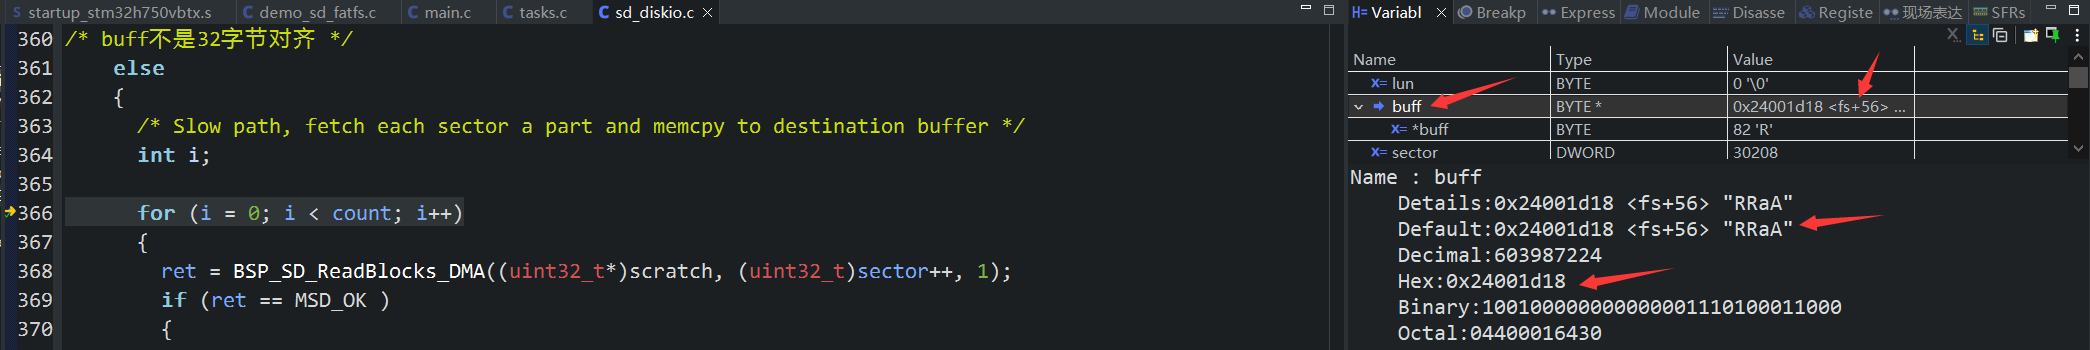 startup_stm32h750vbtx.s demo_sd_fatfs.c main.c tasks.c sd_diskio.c
360 /* buff不是32字节对齐 */
361 else
362 {
363 /* Slow path, fetch each sector a part and memcpy to destination buffer */
364 int i;
365
366 for (i = 0; i < count; i++)
367 {
368 ret = BSP_SD_ReadBlocks_DMA((uint32_t*)scratch, (uint32_t)sector++, 1);
369 if (ret == MSD_OK )
370 {
Variabl Breakp Express Module Disasse Registe 现场表达 SFRs
Name Type Value
lun BYTE 0 '\0'
buff BYTE * 0x24001d18 <fs+56> ...
*buff BYTE 82 'R'
sector DWORD 30208
Name : buff
Details:0x24001d18 <fs+56> "RRaA"
Default:0x24001d18 <fs+56> "RRaA"
Decimal:603987224
Hex:0x24001d18
Binary:100100000000000001110100011000
Octal:04400016430